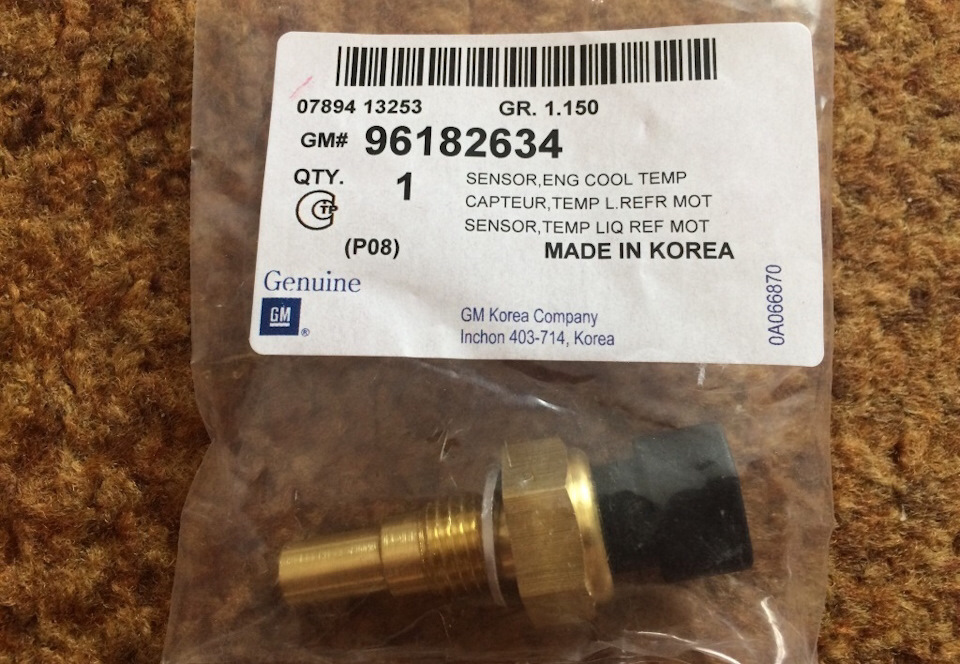 07894 13253 GR. 1.150
GM# 96182634
QTY. 1
SENSOR,ENG COOL TEMP
CAPTEUR,TEMP L.REFR MOT
SENSOR,TEMP LIQ REF MOT
CTP
(P08) MADE IN KOREA
Genuine
GM
®
GM Korea Company
Inchon 403-714, Korea
0A066870